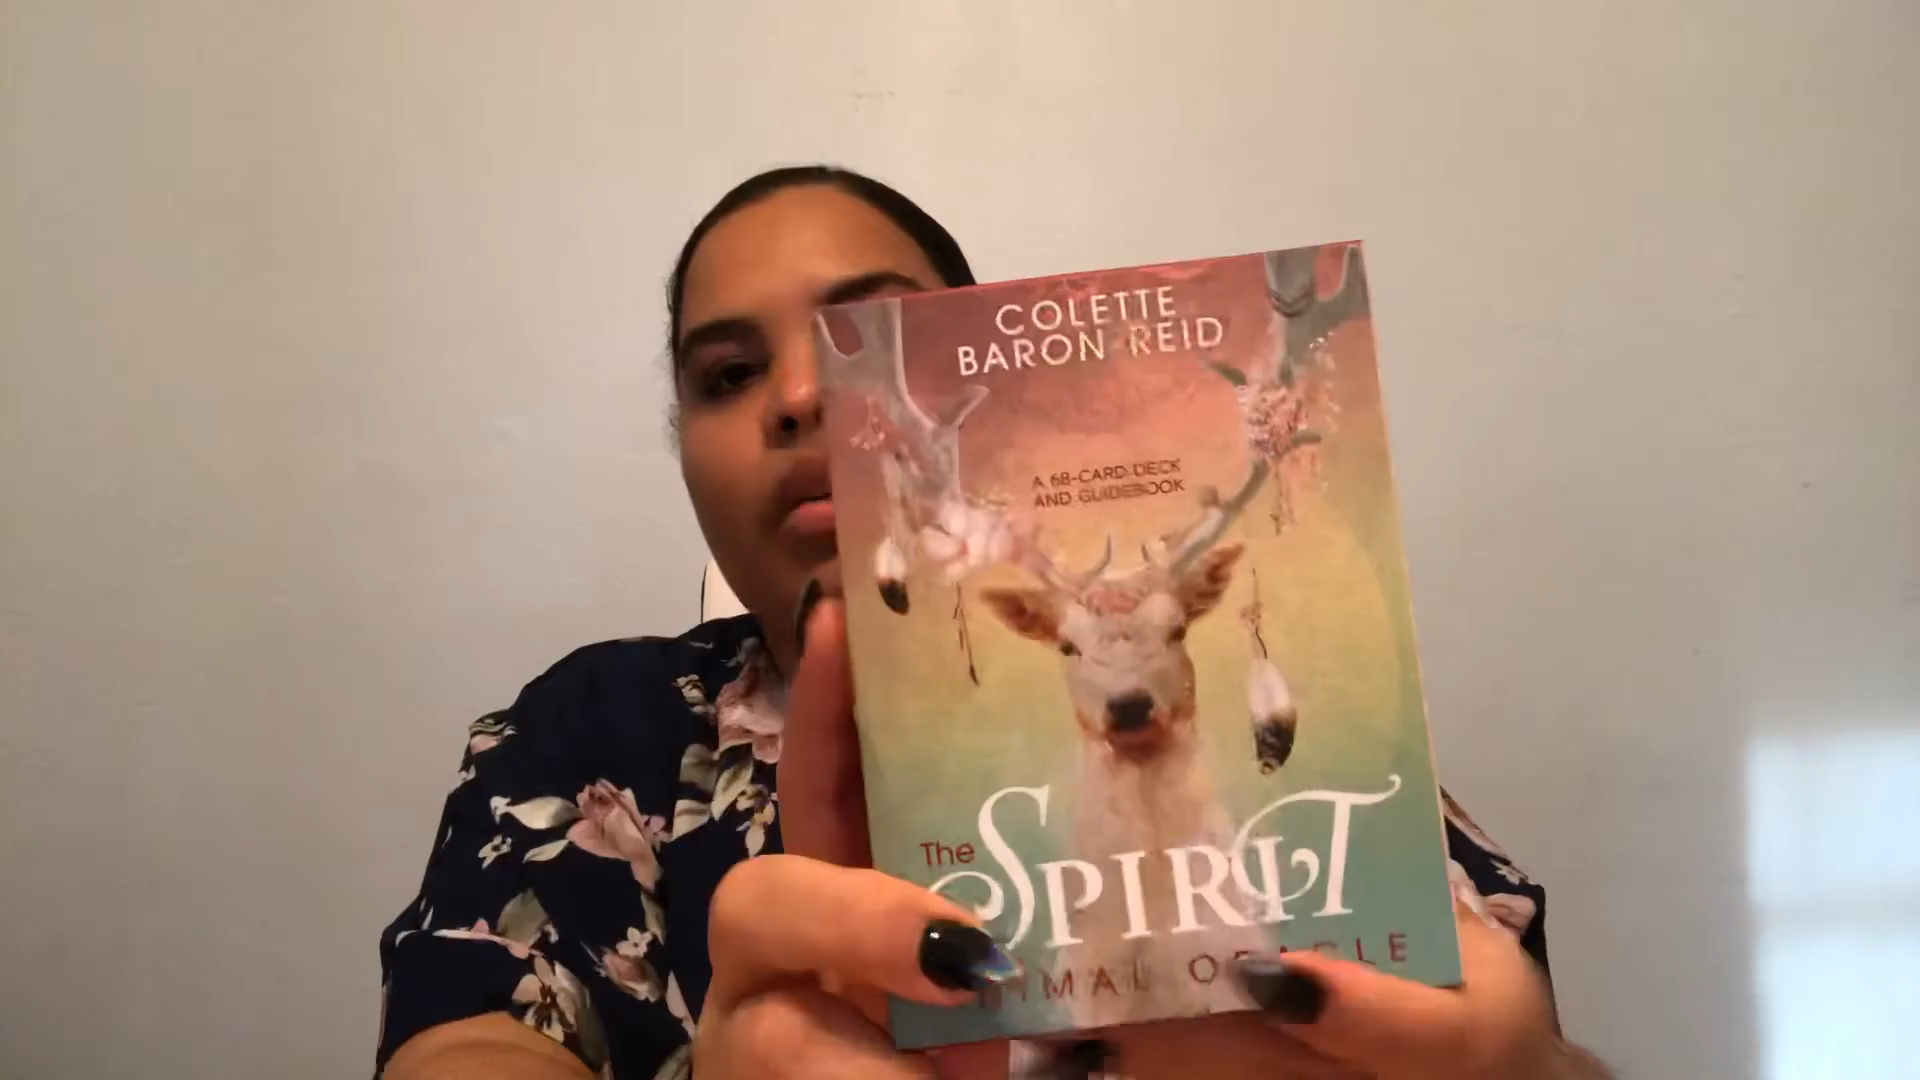 COLETTE
BARON-REID
A 68-CARD DECK
AND GUIDEBOOK
The SPIRIT